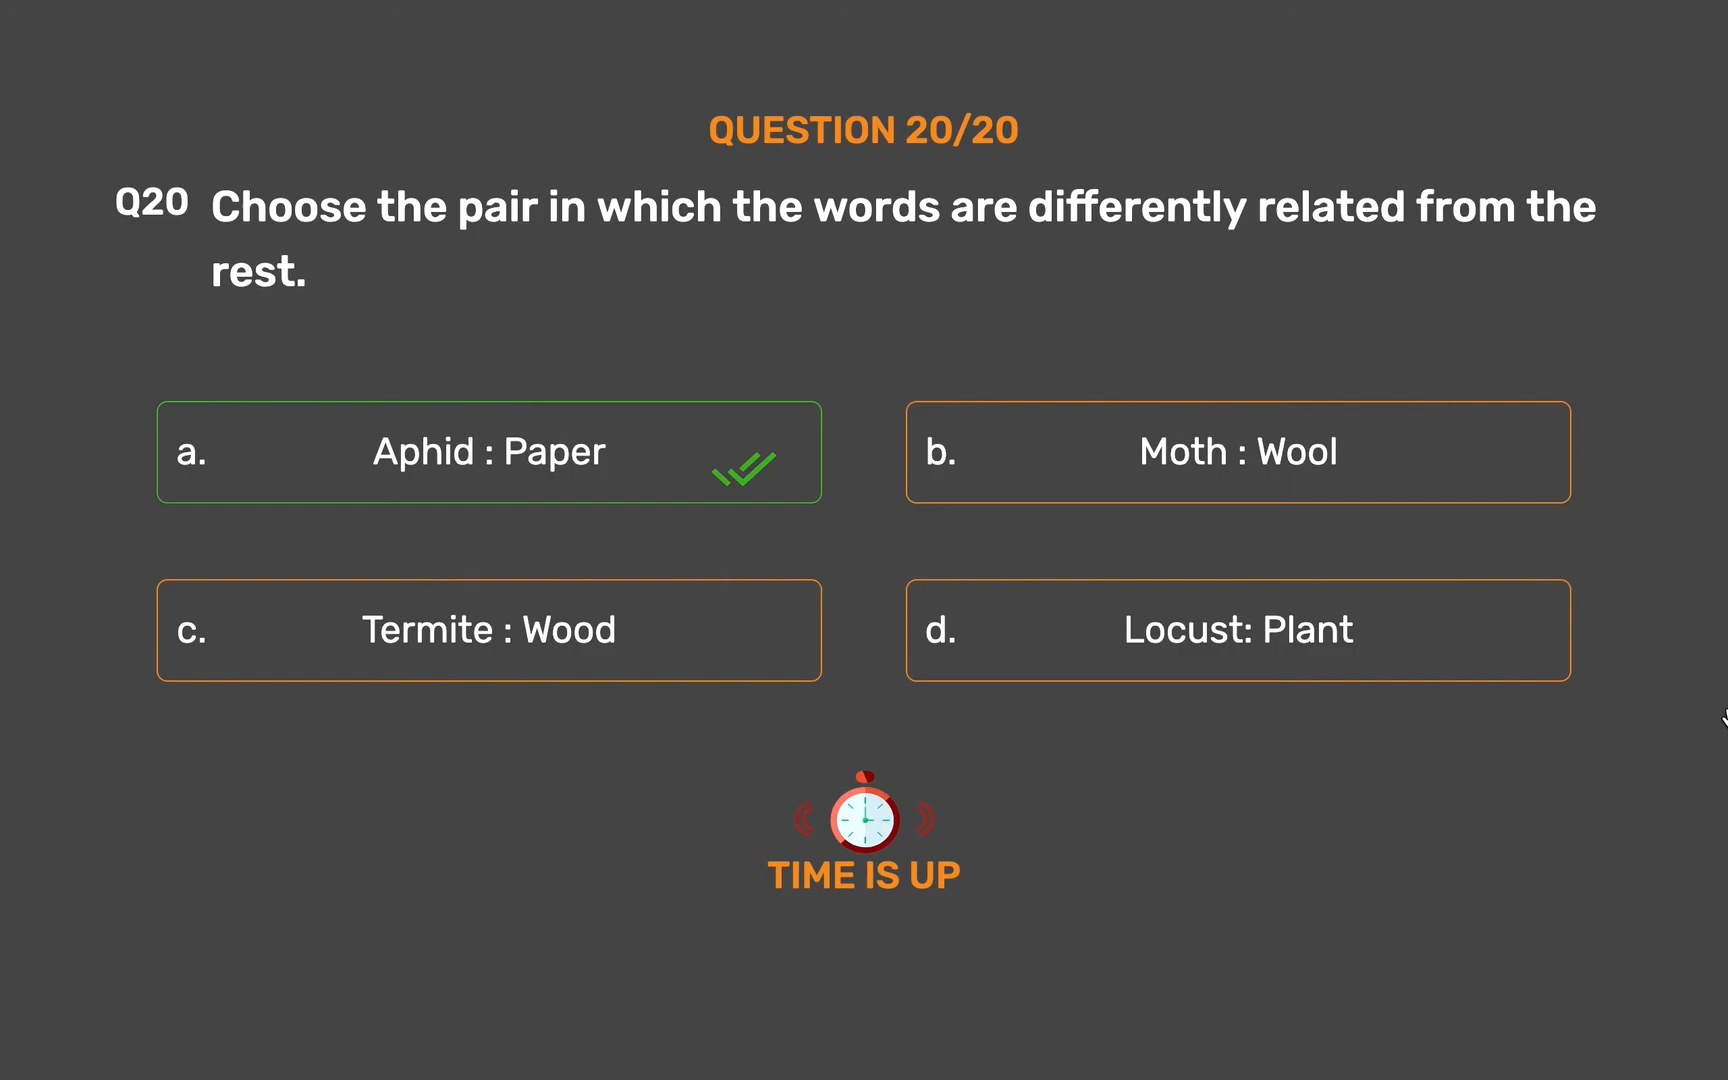 QUESTION 20/20
Q20 Choose the pair in which the words are differently related from the
rest.
a. Aphid : Paper
b. Moth : Wool
c. Termite : Wood
d. Locust: Plant
TIME IS UP